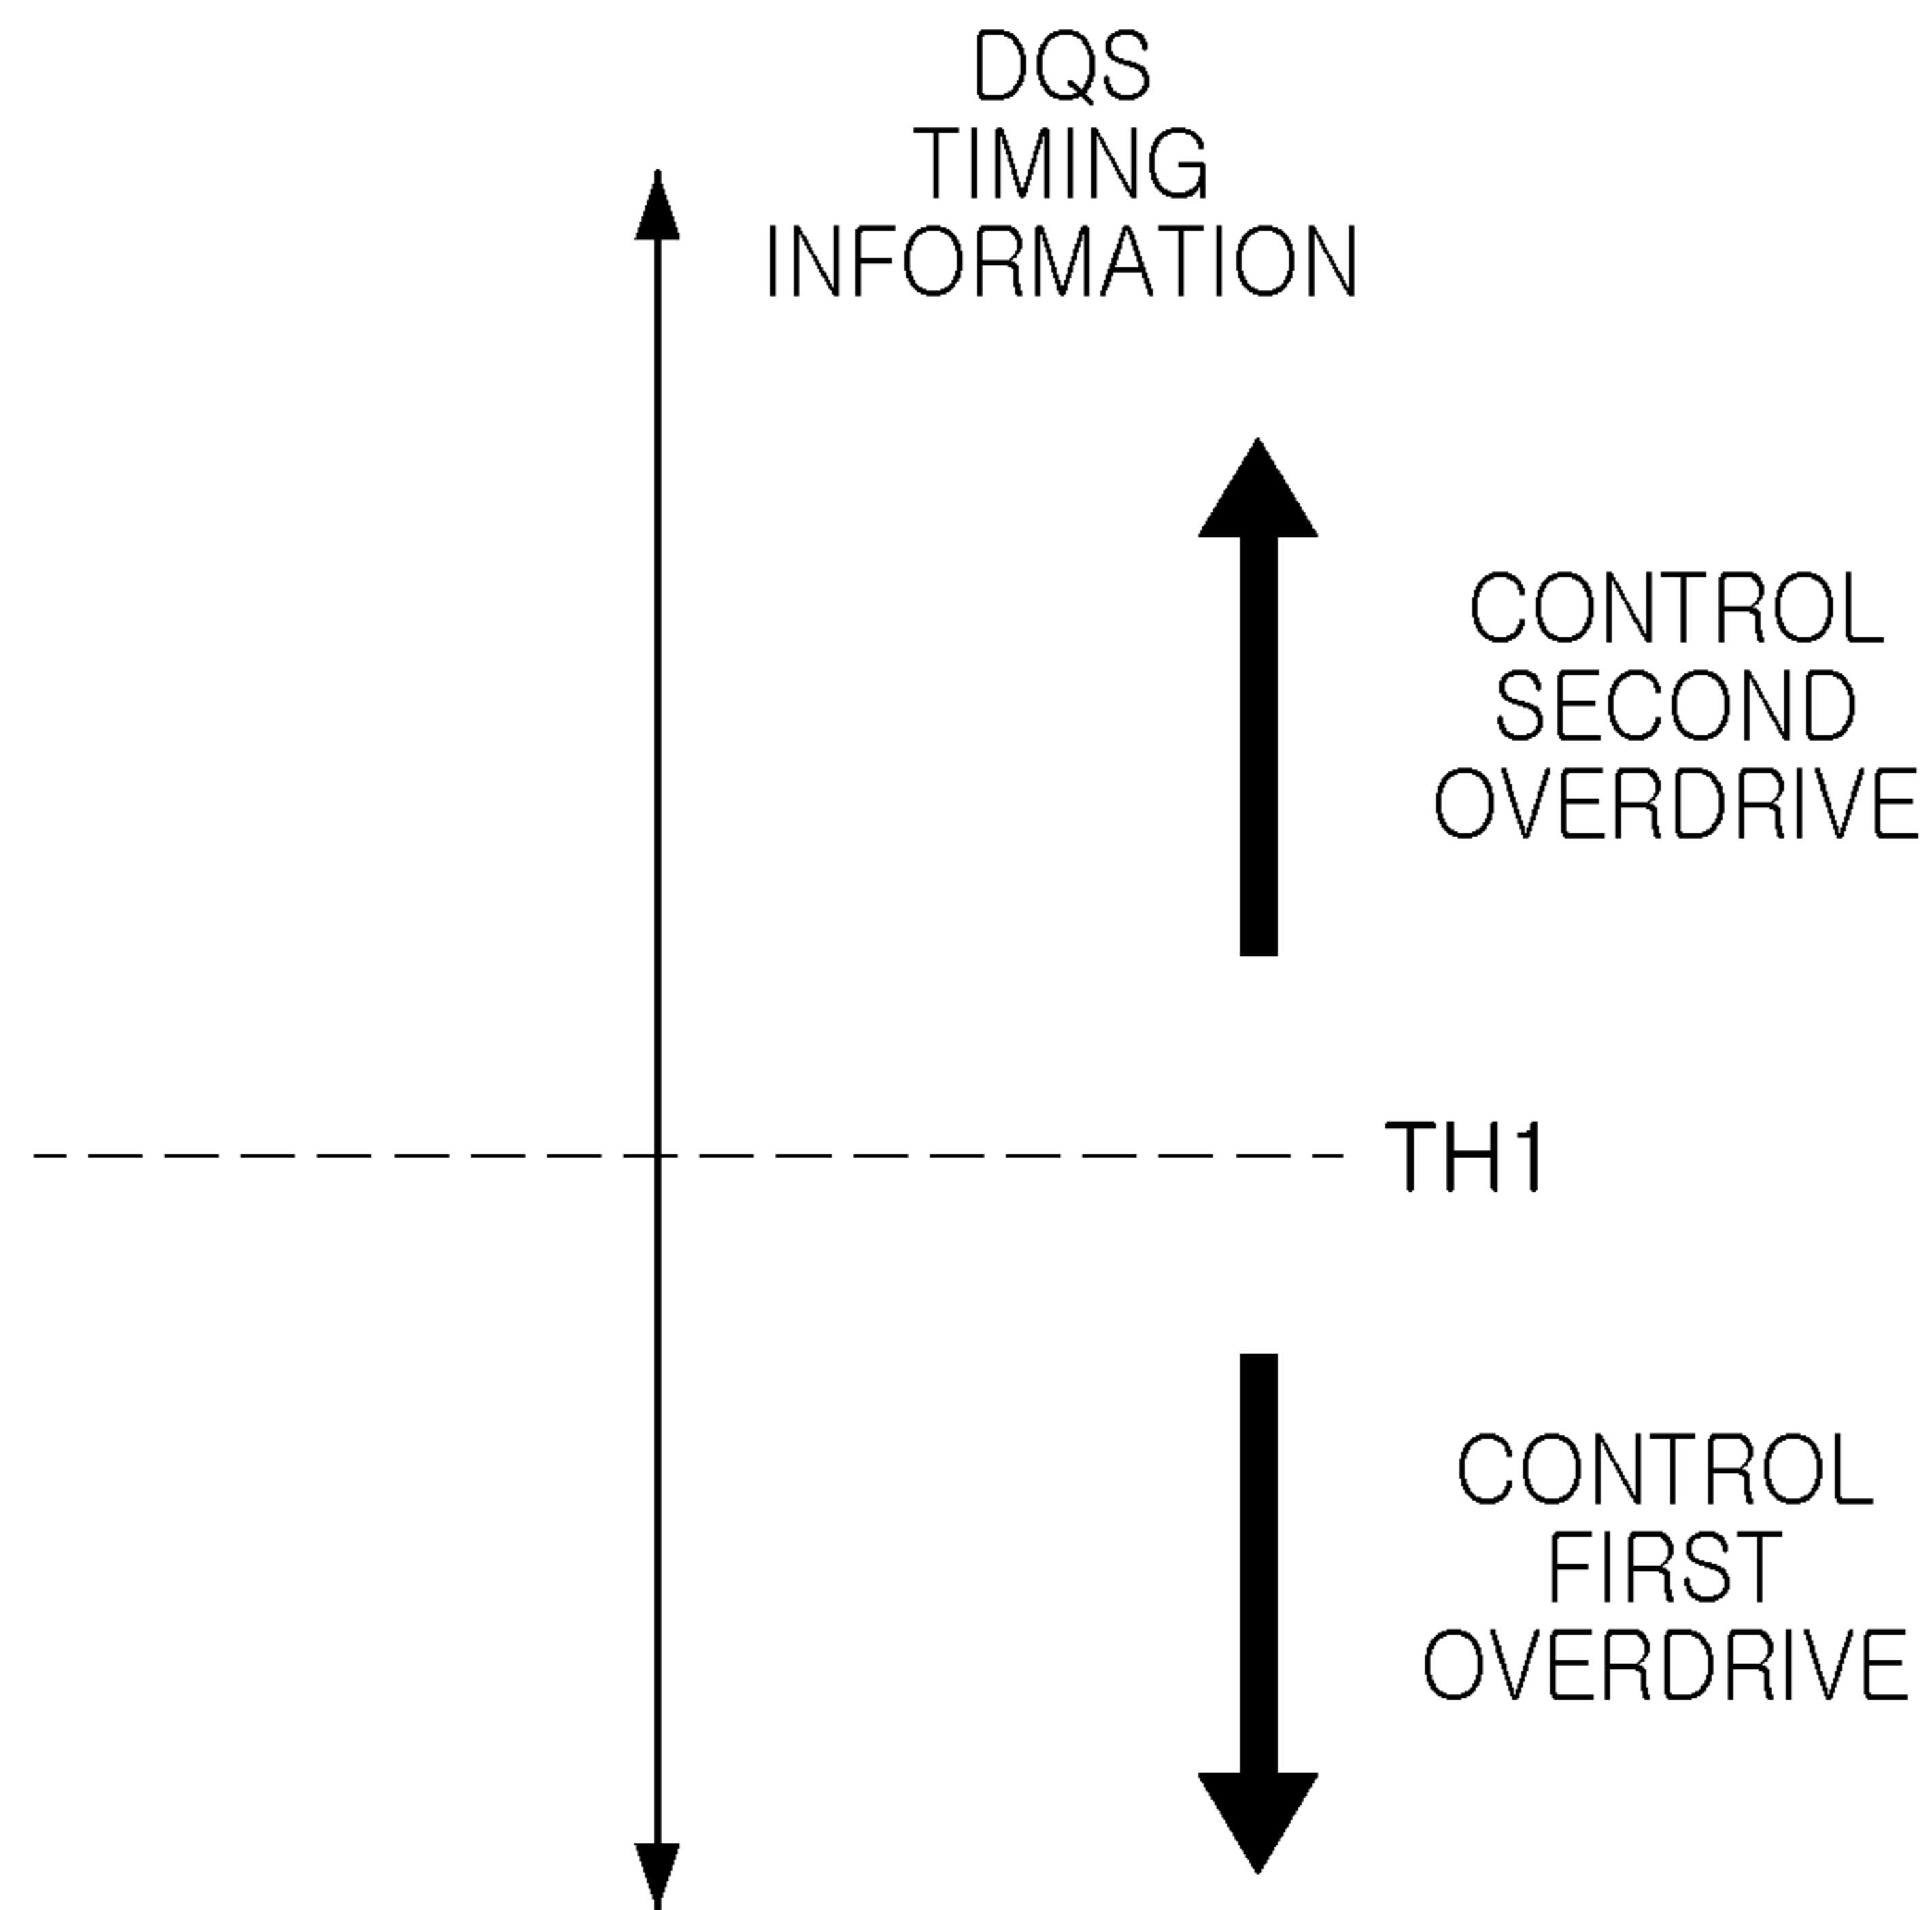 DQS
TIMING
INFORMATION
CONTROL
SECOND
OVERDRIVE
TH1
CONTROL
FIRST
OVERDRIVE